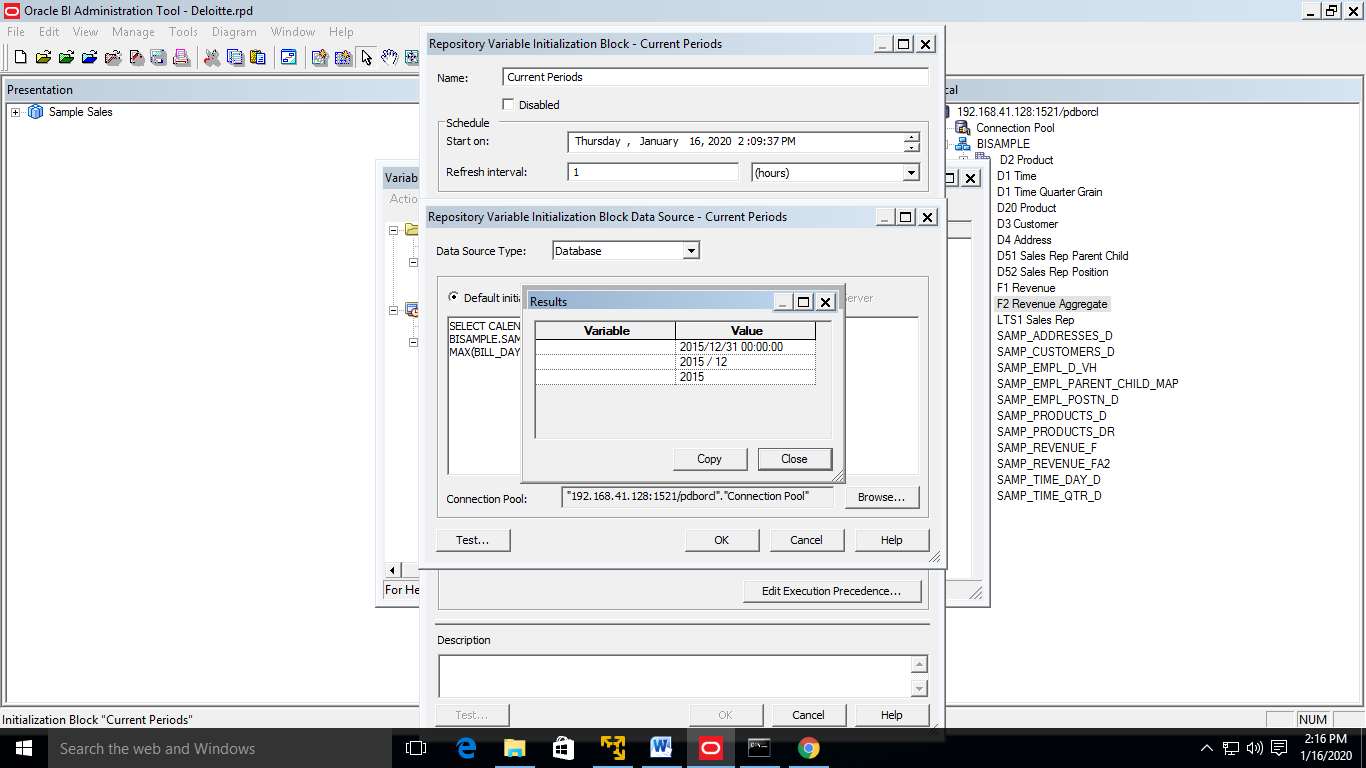 Oracle BI Administration Tool - Deloitte.rpd
File Edit View Manage Tools Diagram Window Help
Presentation
Sample Sales
Variab
Actio
For He
Repository Variable Initialization Block - Current Periods
Name: Current Periods
Disabled
Schedule
Start on: Thursday , January 16, 2020 2 :09:37 PM
Refresh interval: 1 (hours)
Repository Variable Initialization Block Data Source - Current Periods
Data Source Type: Database
Default initia
erver
SELECT CALEN
BISAMPLE.SAM
MAX(BILL_DAY
Results
Variable Value
2015/12/31 00:00:00
2015 / 12
2015
Copy Close
Connection Pool: "192.168.41.128:1521/pdborcl"."Connection Pool" Browse...
Test... OK Cancel Help
Edit Execution Precedence...
Description
Test... OK Cancel Help
cal
192.168.41.128:1521/pdborcl
Connection Pool
BISAMPLE
D2 Product
D1 Time
D1 Time Quarter Grain
D20 Product
D3 Customer
D4 Address
D51 Sales Rep Parent Child
D52 Sales Rep Position
F1 Revenue
F2 Revenue Aggregate
LTS1 Sales Rep
SAMP_ADDRESSES_D
SAMP_CUSTOMERS_D
SAMP_EMPL_D_VH
SAMP_EMPL_PARENT_CHILD_MAP
SAMP_EMPL_POSTN_D
SAMP_PRODUCTS_D
SAMP_PRODUCTS_DR
SAMP_REVENUE_F
SAMP_REVENUE_FA2
SAMP_TIME_DAY_D
SAMP_TIME_QTR_D
Initialization Block "Current Periods"
NUM
Search the web and Windows
2:16 PM
1/16/2020